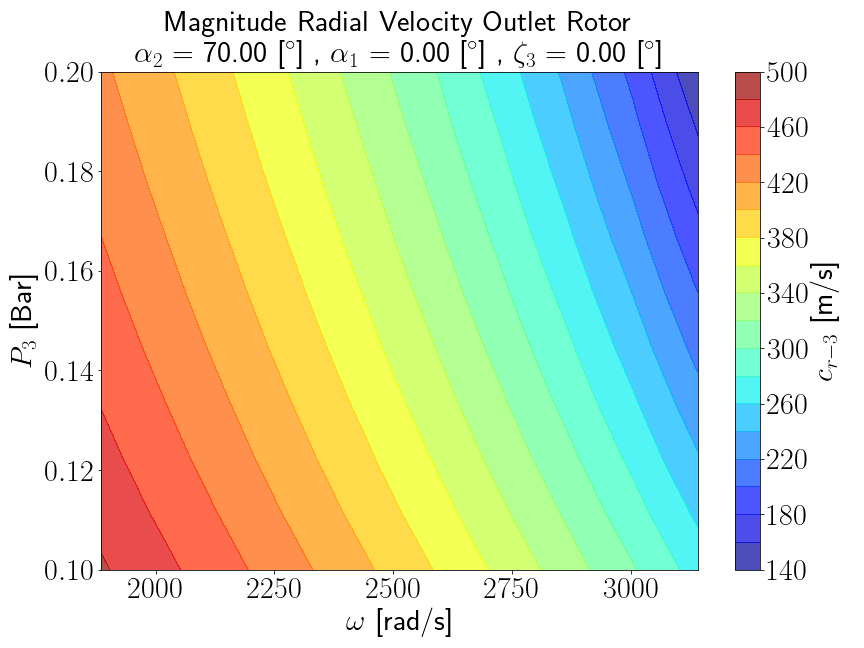 Magnitude Radial Velocity Outlet Rotor
α₂ = 70.00 [°] , α₁ = 0.00 [°] , ζ₃ = 0.00 [°]
0.20
0.18
0.16
0.14
0.12
0.10
P₃ [Bar]
2000 2250 2500 2750 3000
ω [rad/s]
500
460
420
380
340
300
260
220
180
140
c_{r−3} [m/s]